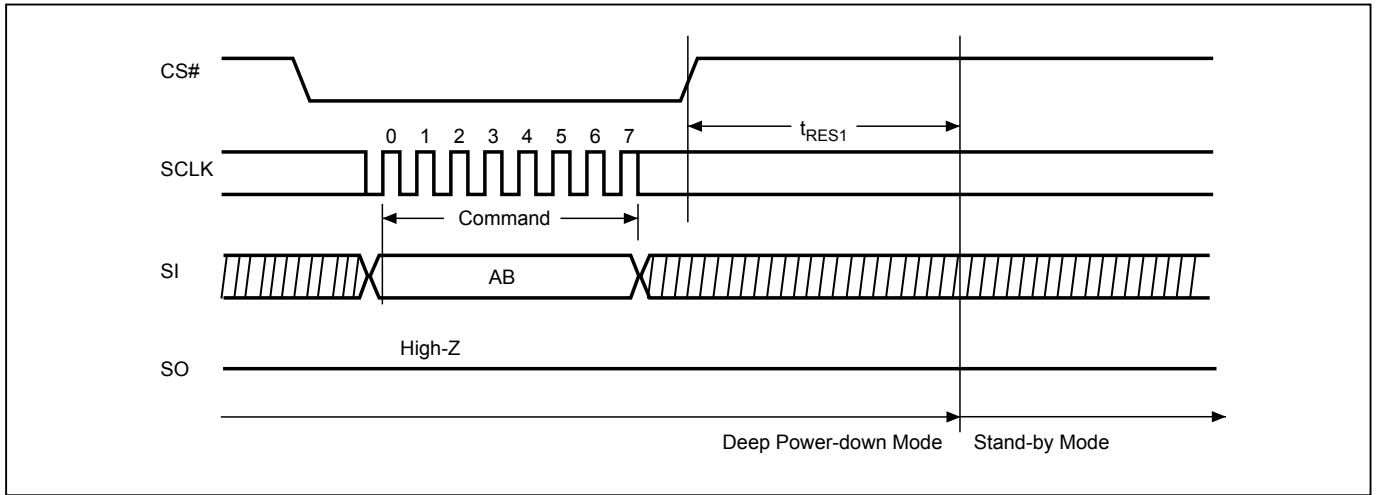 CS#
tRES1
0 1 2 3 4 5 6 7
SCLK
Command
SI
AB
High-Z
SO
Deep Power-down Mode Stand-by Mode